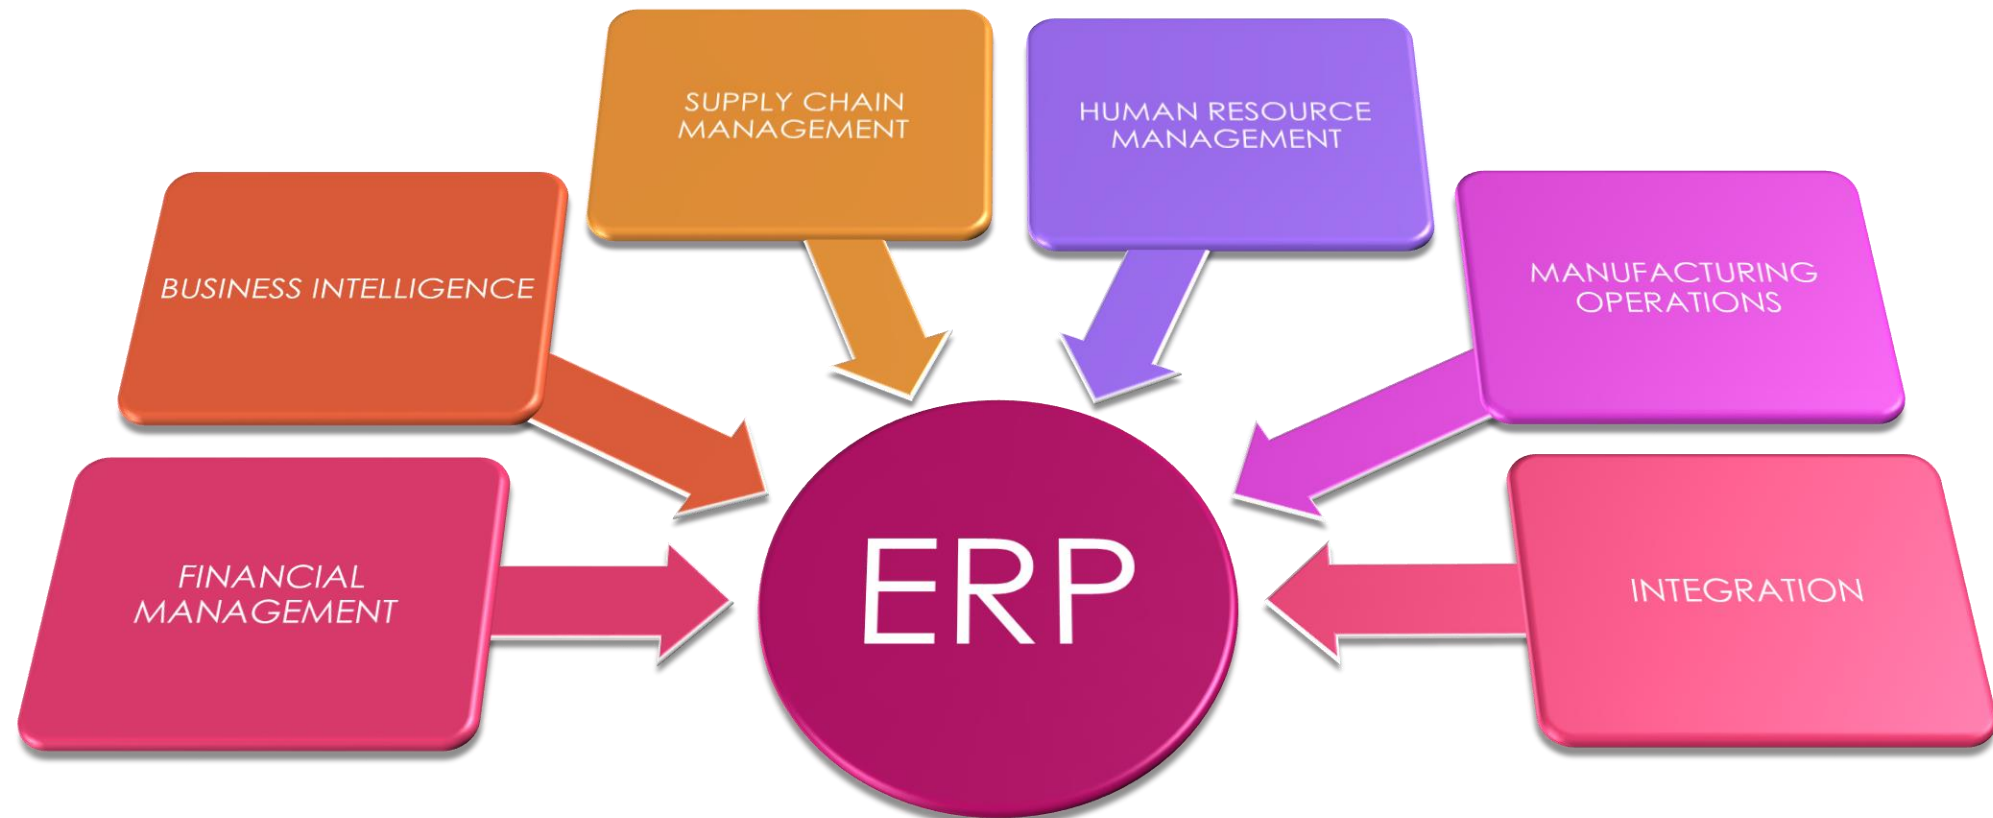 SUPPLY CHAIN
MANAGEMENT
HUMAN RESOURCE
MANAGEMENT
BUSINESS INTELLIGENCE
MANUFACTURING
OPERATIONS
FINANCIAL
MANAGEMENT
ERP
INTEGRATION